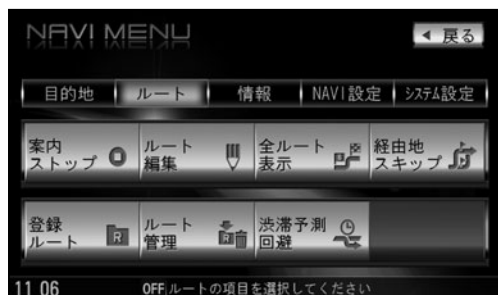 NAVI MENU
戻る
目的地 ルート 情報 NAVI設定 システム設定
案内 ルート 全ルート 経由地
ストップ 編集 表示 スキップ
登録 ルート 渋滞予測
ルート 管理 回避
11 06 OFF ルートの項目を選択してください